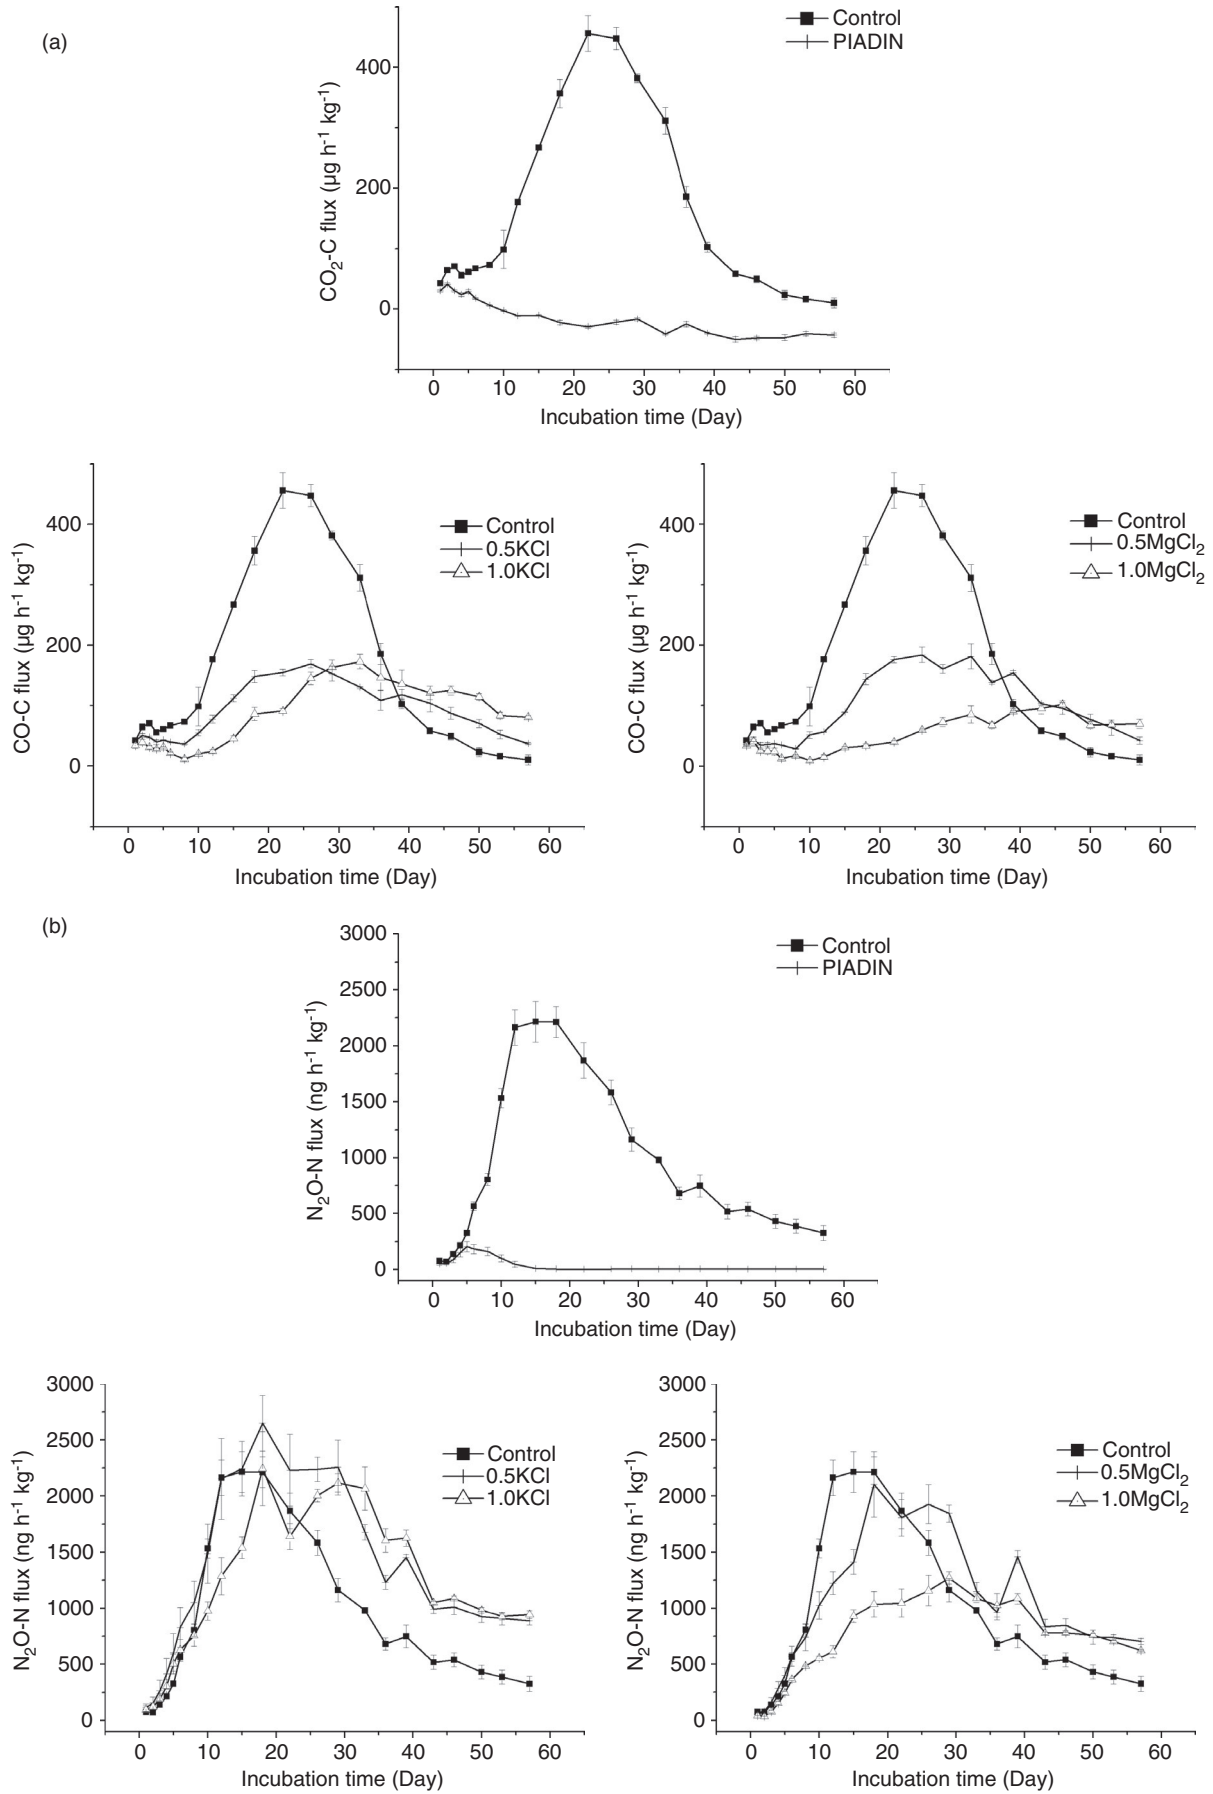 (a)
Control
PIADIN
CO₂-C flux (µg h⁻¹ kg⁻¹)
400
200
0
0 10 20 30 40 50 60
Incubation time (Day)
CO-C flux (µg h⁻¹ kg⁻¹)
400
200
0
Control
0.5KCl
1.0KCl
0 10 20 30 40 50 60
Incubation time (Day)
CO-C flux (µg h⁻¹ kg⁻¹)
400
200
0
Control
0.5MgCl₂
1.0MgCl₂
0 10 20 30 40 50 60
Incubation time (Day)
(b)
N₂O-N flux (ng h⁻¹ kg⁻¹)
3000
2500
2000
1500
1000
500
0
Control
PIADIN
0 10 20 30 40 50 60
Incubation time (Day)
N₂O-N flux (ng h⁻¹ kg⁻¹)
3000
2500
2000
1500
1000
500
0
Control
0.5KCl
1.0KCl
0 10 20 30 40 50 60
Incubation time (Day)
N₂O-N flux (ng h⁻¹ kg⁻¹)
3000
2500
2000
1500
1000
500
0
Control
0.5MgCl₂
1.0MgCl₂
0 10 20 30 40 50 60
Incubation time (Day)